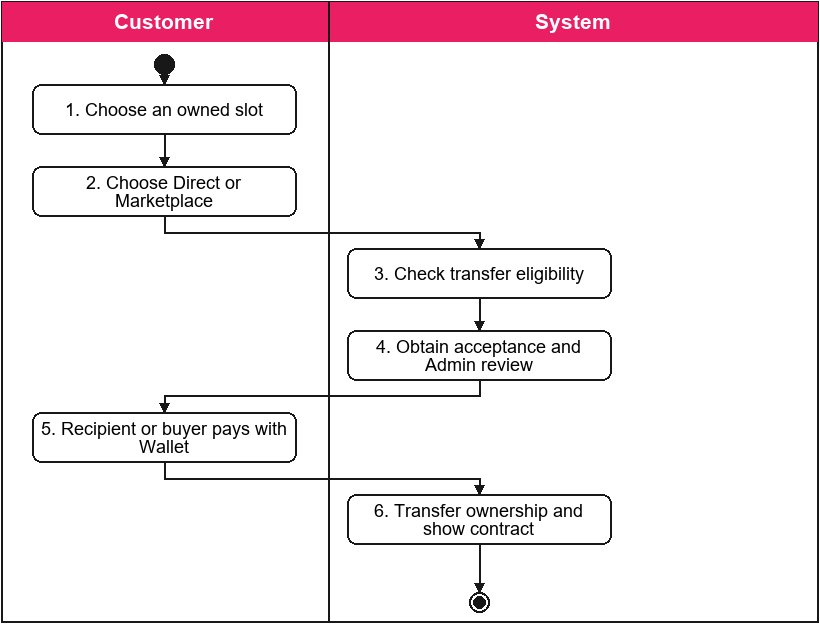 Customer
System
1. Choose an owned slot
2. Choose Direct or
Marketplace
3. Check transfer eligibility
4. Obtain acceptance and
Admin review
5. Recipient or buyer pays with
Wallet
6. Transfer ownership and
show contract